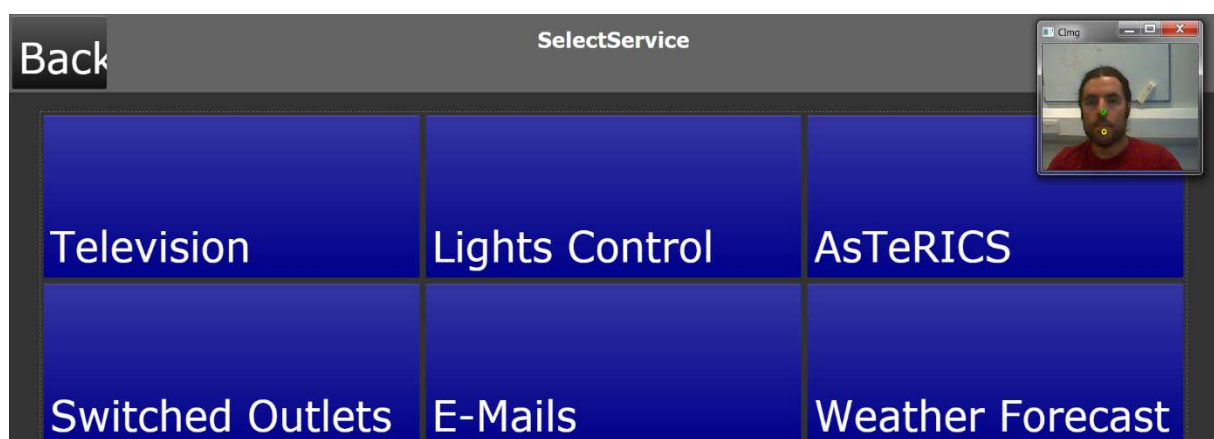 Back
SelectService
CImg
Television
Lights Control
AsTeRICS
Switched Outlets
E-Mails
Weather Forecast